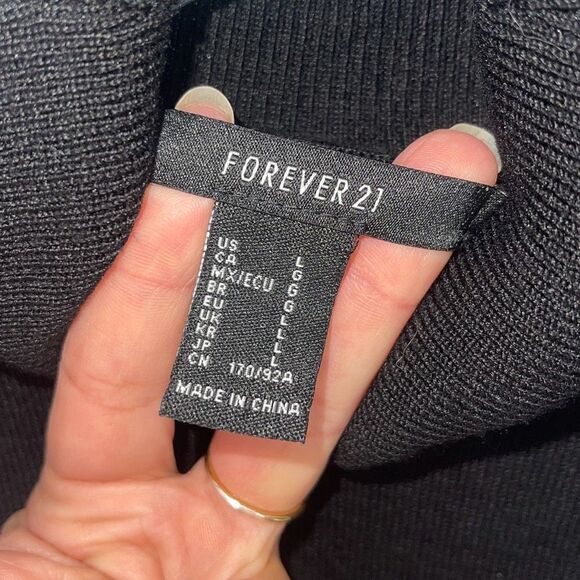 FOREVER 21
US L
CA G
MX/ECU G
BR G
EU L
UK L
KR L
JP L
CN 170/92A
MADE IN CHINA